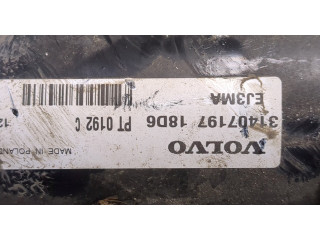 VOLVO
31407197 18D6
EJ3MA
PT 0192 C
MADE IN POLAND